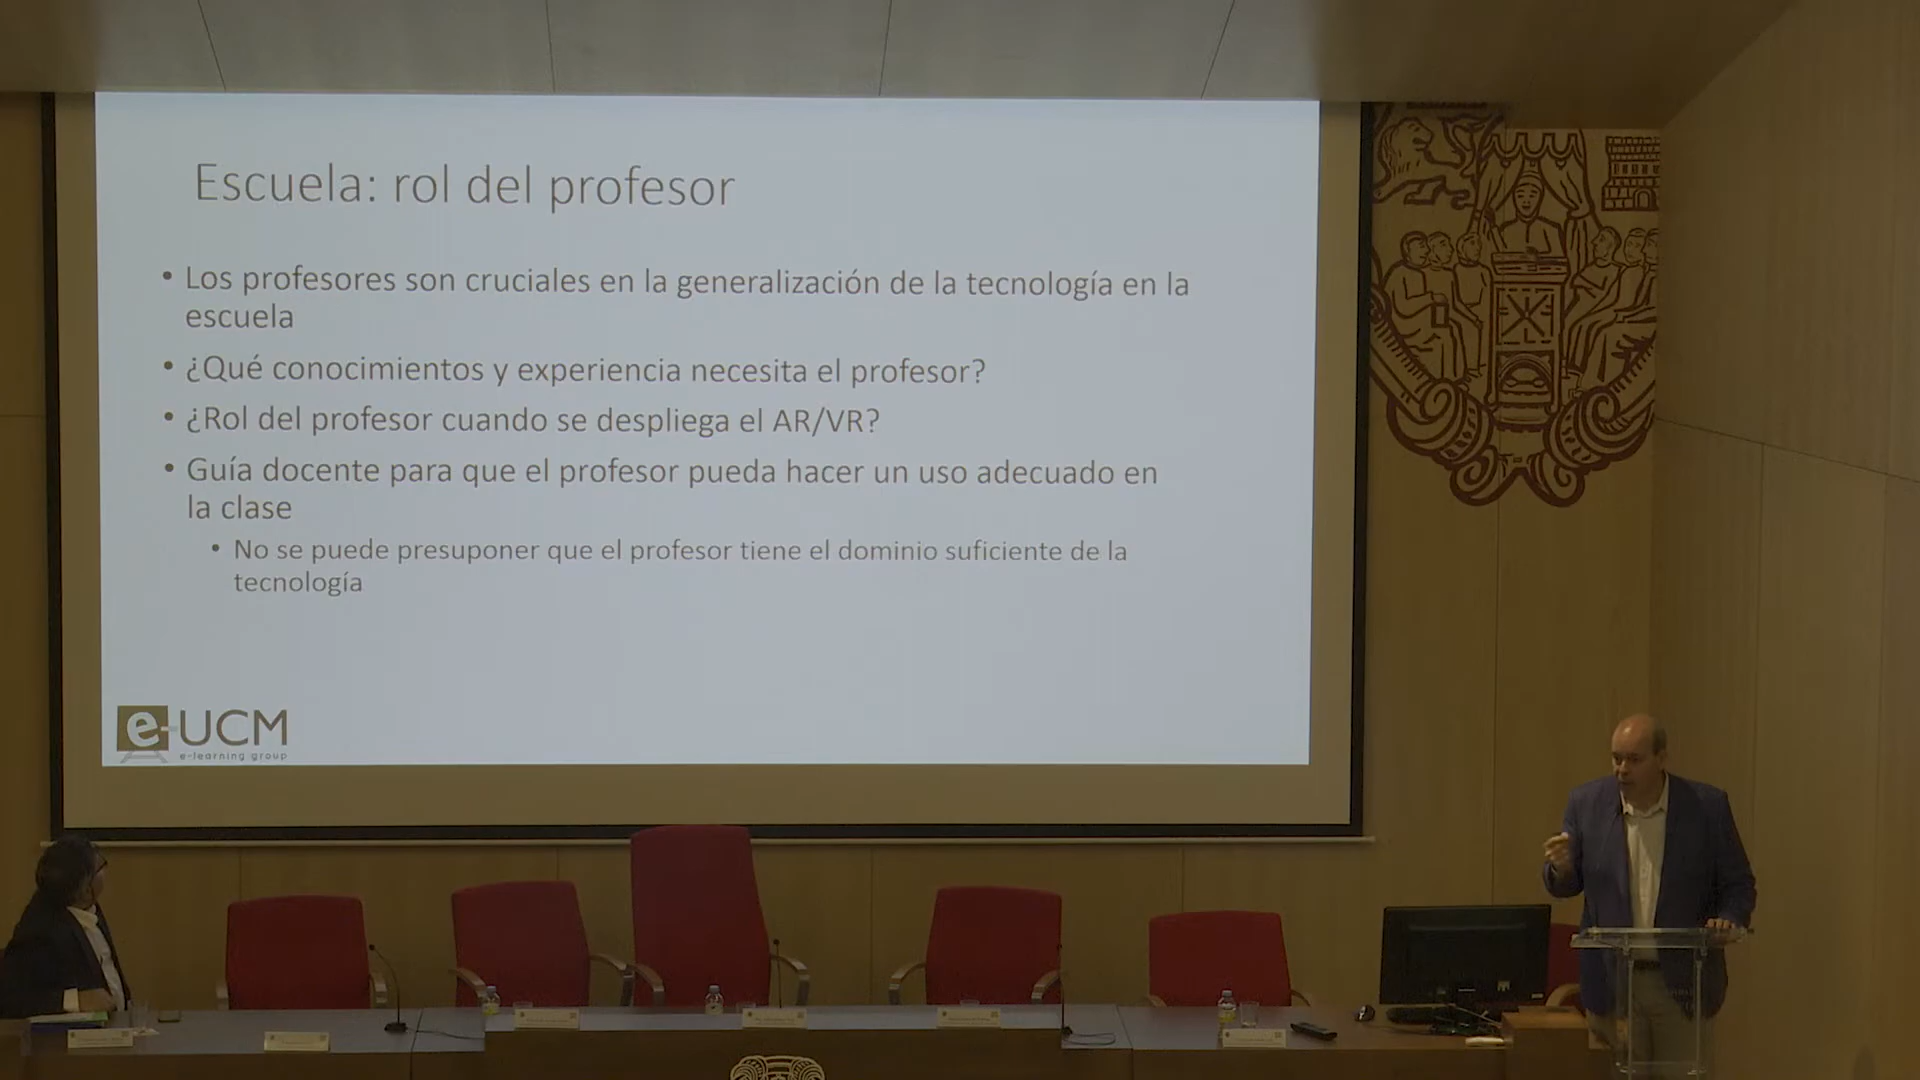 Escuela: rol del profesor
• Los profesores son cruciales en la generalización de la tecnología en la
escuela
• ¿Qué conocimientos y experiencia necesita el profesor?
• ¿Rol del profesor cuando se despliega el AR/VR?
• Guía docente para que el profesor pueda hacer un uso adecuado en
la clase
• No se puede presuponer que el profesor tiene el dominio suficiente de la
tecnología
e-UCM
e-learning group